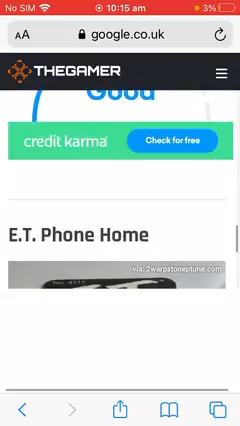 No SIM 10:15 am 3%
AA google.co.uk
THEGAMER
Good
credit karma Check for free
E.T. Phone Home
via: 2warpstoneptune.com